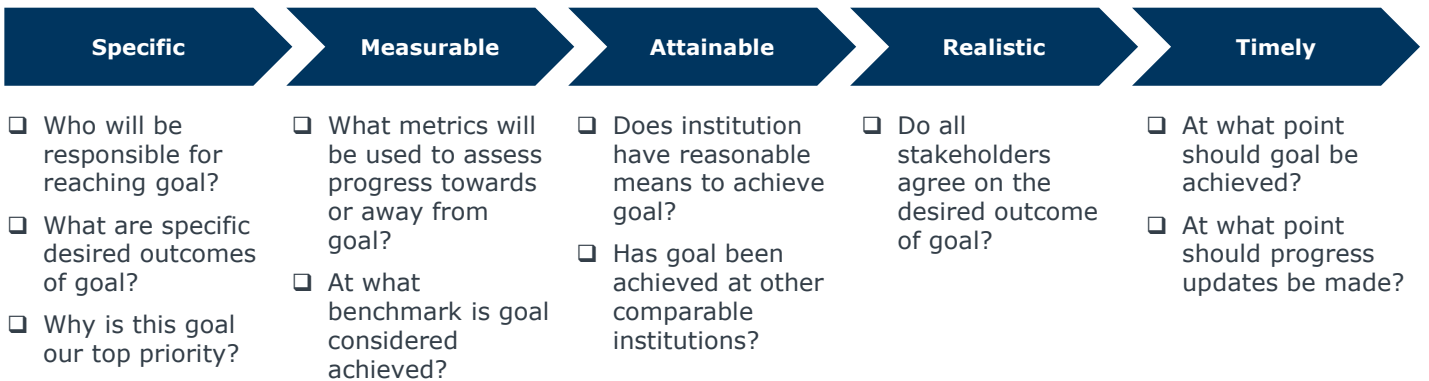 Specific
Measurable
Attainable
Realistic
Timely
❑ Who will be
responsible for
reaching goal?
❑ What are specific
desired outcomes
of goal?
❑ Why is this goal
our top priority?
❑ What metrics will
be used to assess
progress towards
or away from
goal?
❑ At what
benchmark is goal
considered
achieved?
❑ Does institution
have reasonable
means to achieve
goal?
❑ Has goal been
achieved at other
comparable
institutions?
❑ Do all
stakeholders
agree on the
desired outcome
of goal?
❑ At what point
should goal be
achieved?
❑ At what point
should progress
updates be made?